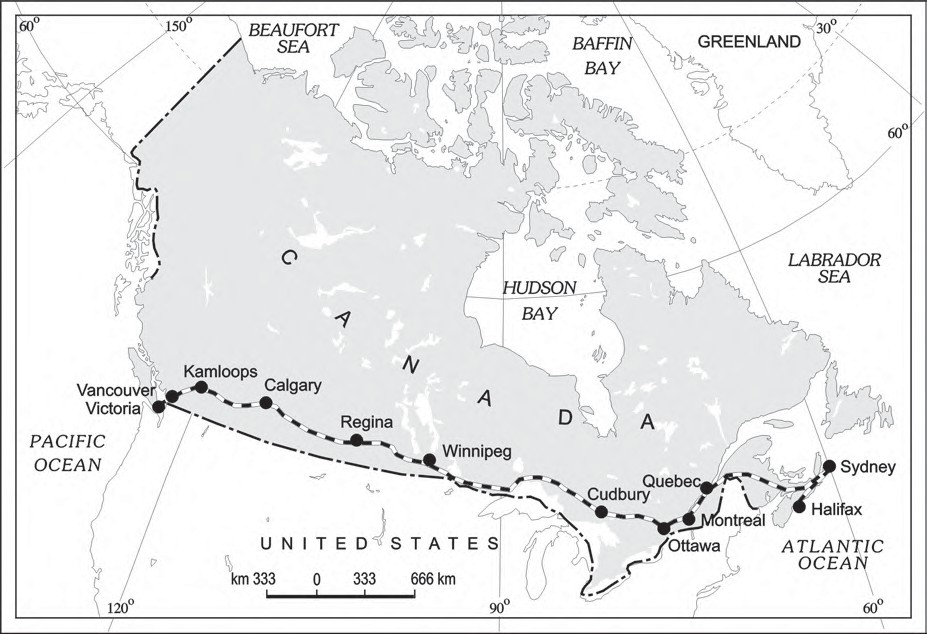 60°
150°
BEAUFORT
SEA
BAFFIN
BAY
GREENLAND
30°
60°
LABRADOR
SEA
HUDSON
BAY
C A N A D A
Kamloops
Vancouver
Calgary
Victoria
Regina
PACIFIC
OCEAN
Winnipeg
Quebec
Sydney
Cudbury
Halifax
Montreal
Ottawa
UNITED STATES
ATLANTIC
OCEAN
km 333 0 333 666 km
120°
90°
60°